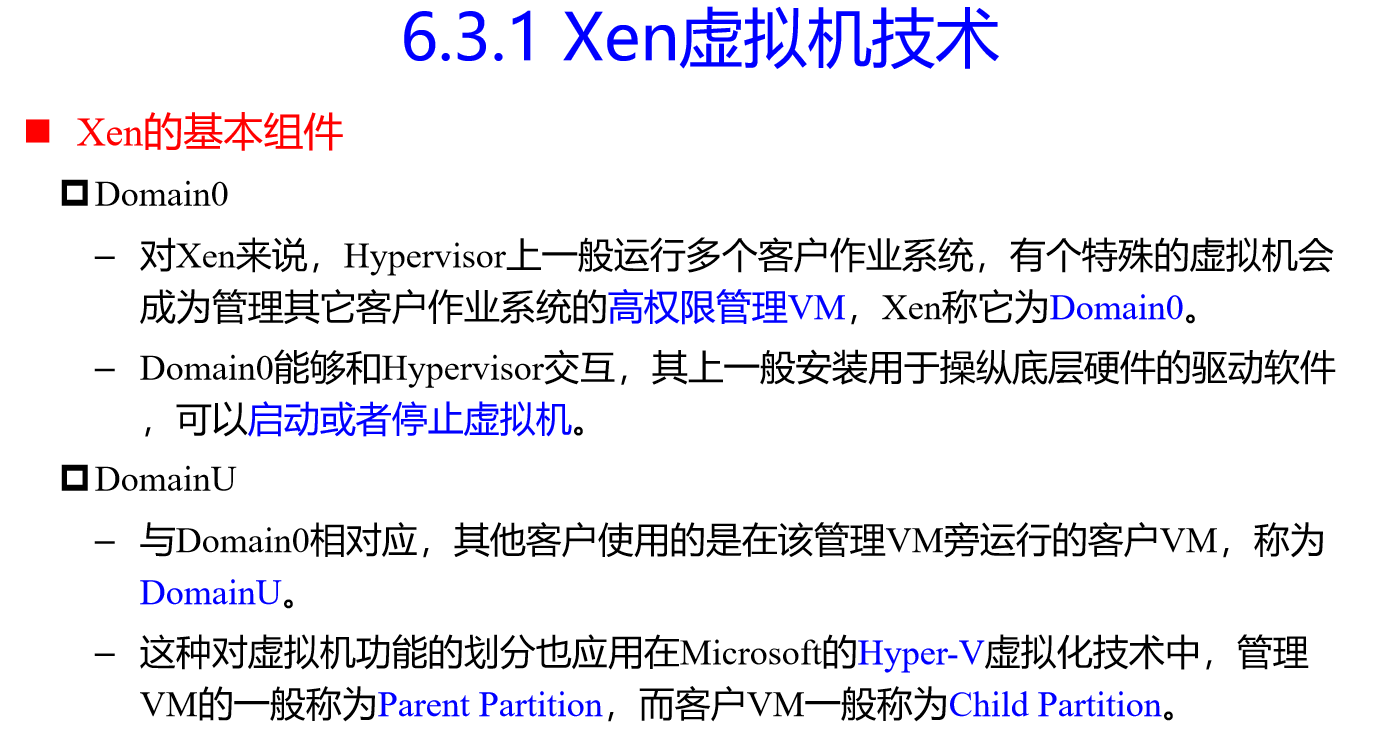 6.3.1 Xen虚拟机技术
Xen的基本组件
Domain0
– 对Xen来说，Hypervisor上一般运行多个客户作业系统，有个特殊的虚拟机会
成为管理其它客户作业系统的高权限管理VM，Xen称它为Domain0。
– Domain0能够和Hypervisor交互，其上一般安装用于操纵底层硬件的驱动软件
，可以启动或者停止虚拟机。
DomainU
– 与Domain0相对应，其他客户使用的是在该管理VM旁运行的客户VM，称为
DomainU。
– 这种对虚拟机功能的划分也应用在Microsoft的Hyper-V虚拟化技术中，管理
VM的一般称为Parent Partition，而客户VM一般称为Child Partition。